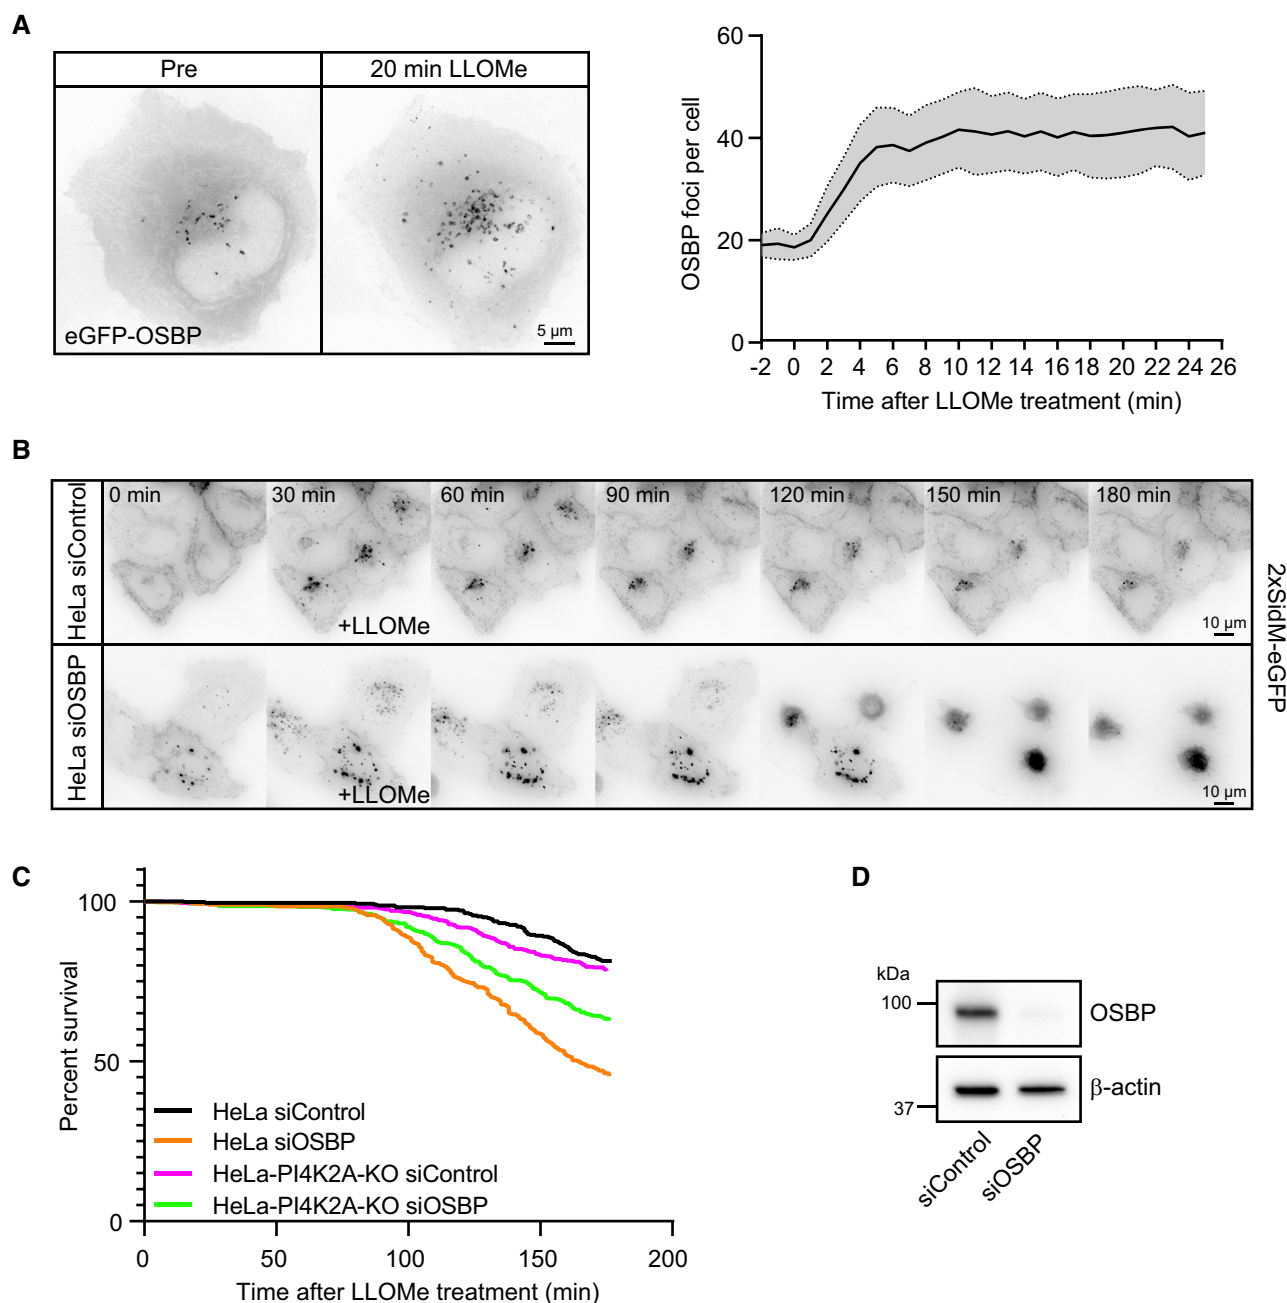 A
Pre
20 min LLOMe
eGFP-OSBP
5 µm
OSBP foci per cell
60
40
20
0
-2 0 2 4 6 8 10 12 14 16 18 20 22 24 26
Time after LLOMe treatment (min)
B
HeLa siControl
0 min
30 min
60 min
90 min
120 min
150 min
180 min
+LLOMe
10 µm
HeLa siOSBP
+LLOMe
10 µm
2xSidM-eGFP
C
Percent survival
100
50
0
HeLa siControl
HeLa siOSBP
HeLa-PI4K2A-KO siControl
HeLa-PI4K2A-KO siOSBP
0 50 100 150 200
Time after LLOMe treatment (min)
D
kDa
100
OSBP
37
β-actin
siControl
siOSBP